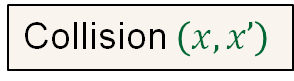 Collision (x, x')